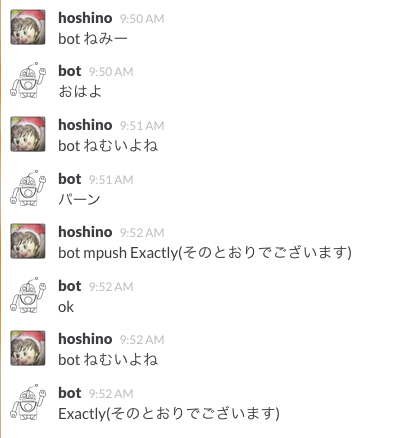 hoshino 9:50 AM
bot ねみー
bot 9:50 AM
おはよ
hoshino 9:51 AM
bot ねむいよね
bot 9:51 AM
パーン
hoshino 9:52 AM
bot mpush Exactly(そのとおりでございます)
bot 9:52 AM
ok
hoshino 9:52 AM
bot ねむいよね
bot 9:52 AM
Exactly(そのとおりでございます)